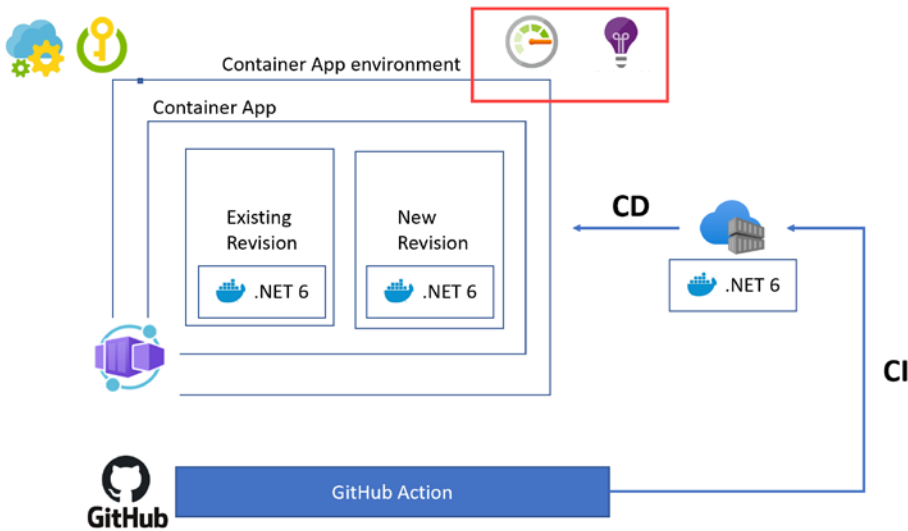 Container App environment
Container App
Existing
Revision
New
Revision
.NET 6
.NET 6
CD
.NET 6
CI
GitHub
GitHub Action